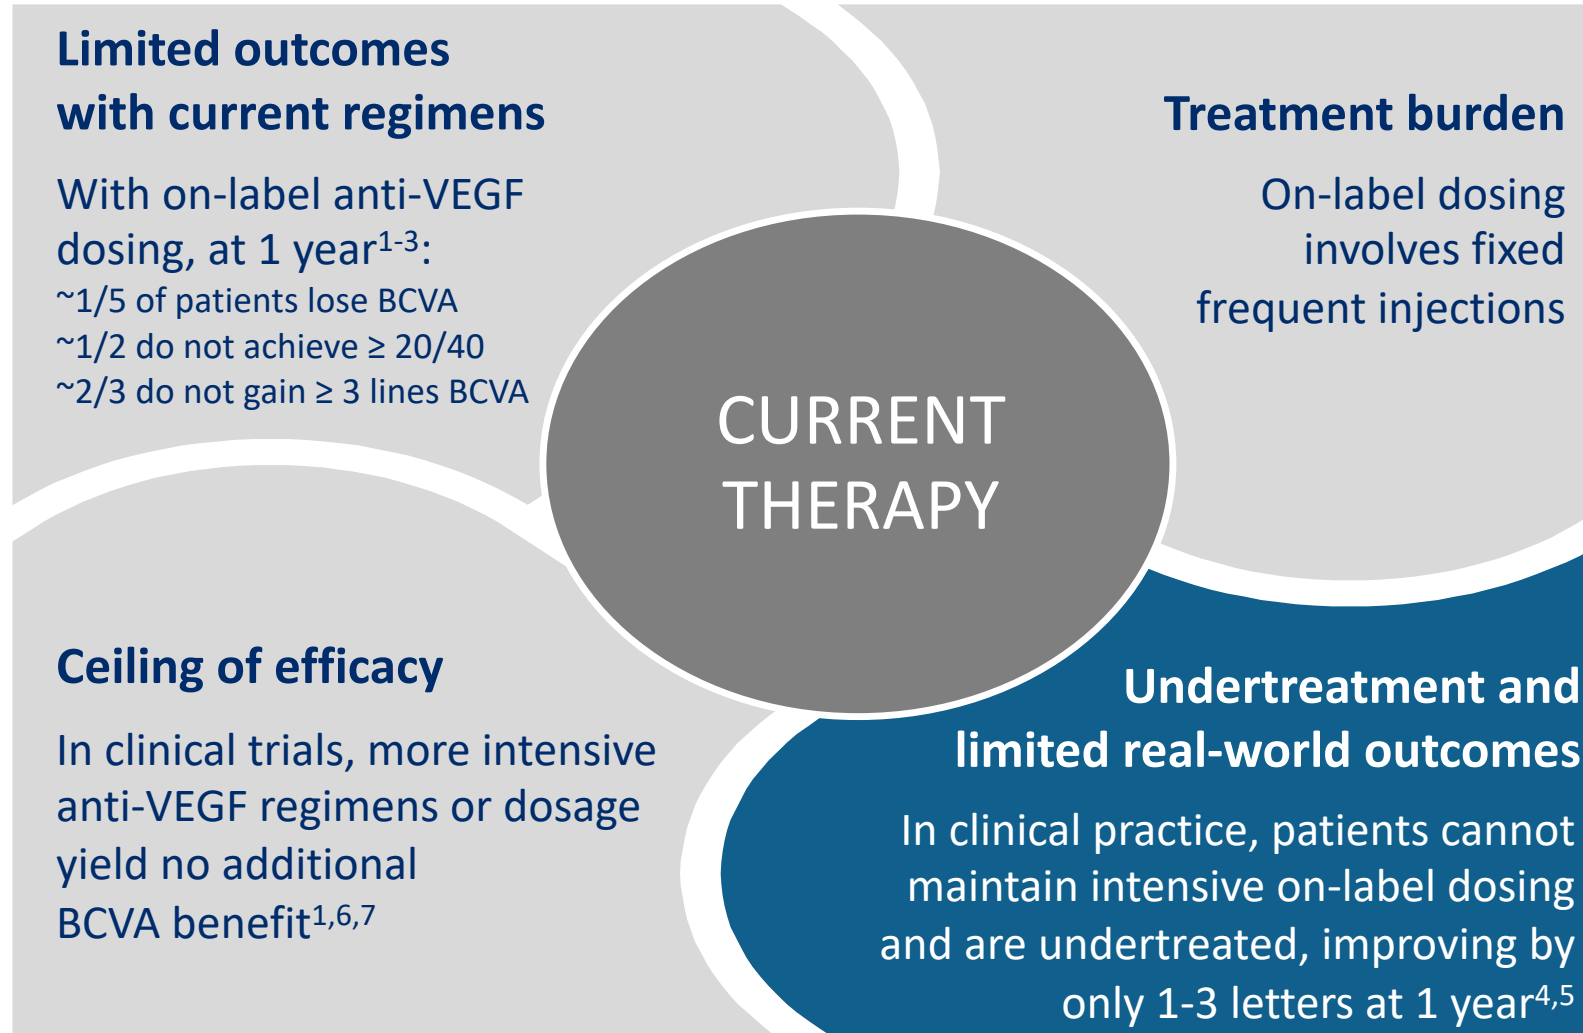 Limited outcomes
with current regimens
With on-label anti-VEGF
dosing, at 1 year1-3:
~1/5 of patients lose BCVA
~1/2 do not achieve ≥ 20/40
~2/3 do not gain ≥ 3 lines BCVA
Treatment burden
On-label dosing
involves fixed
frequent injections
CURRENT
THERAPY
Ceiling of efficacy
In clinical trials, more intensive
anti-VEGF regimens or dosage
yield no additional
BCVA benefit1,6,7
Undertreatment and
limited real-world outcomes
In clinical practice, patients cannot
maintain intensive on-label dosing
and are undertreated, improving by
only 1-3 letters at 1 year4,5